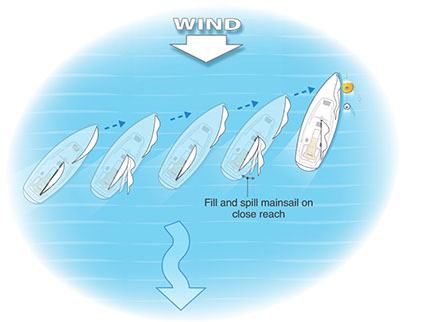 WIND
Fill and spill mainsail on
close reach